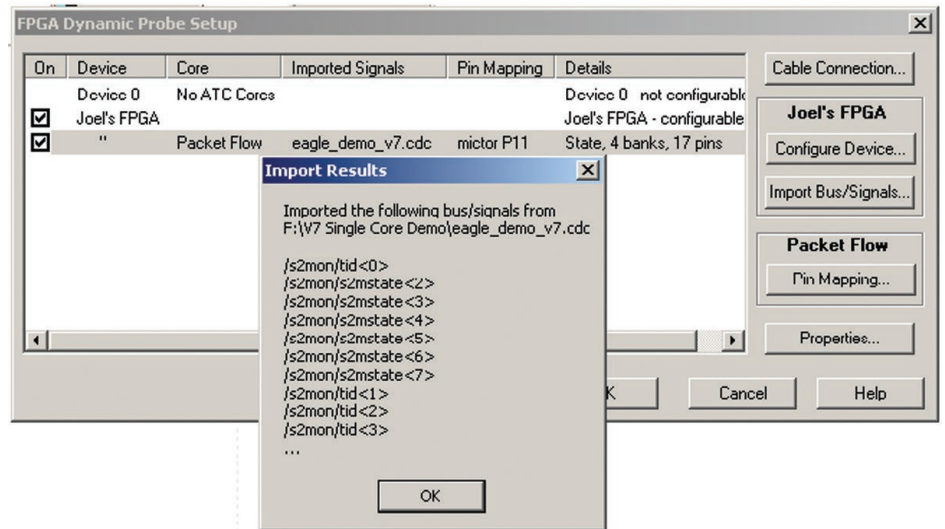 FPGA Dynamic Probe Setup
On Device Core Imported Signals Pin Mapping Details
Device 0 No ATC Cores Device 0 not configurable
Joel's FPGA Joel's FPGA - configurable
" Packet Flow eagle_demo_v7.cdc mictor P11 State, 4 banks, 17 pins
Cable Connection...
Joel's FPGA
Configure Device...
Import Bus/Signals...
Packet Flow
Pin Mapping...
Properties...
K Cancel Help
Import Results
Imported the following bus/signals from
F:\V7 Single Core Demo\eagle_demo_v7.cdc
/s2mon/tid<0>
/s2mon/s2mstate<2>
/s2mon/s2mstate<3>
/s2mon/s2mstate<4>
/s2mon/s2mstate<5>
/s2mon/s2mstate<6>
/s2mon/s2mstate<7>
/s2mon/tid<1>
/s2mon/tid<2>
/s2mon/tid<3>
...
OK